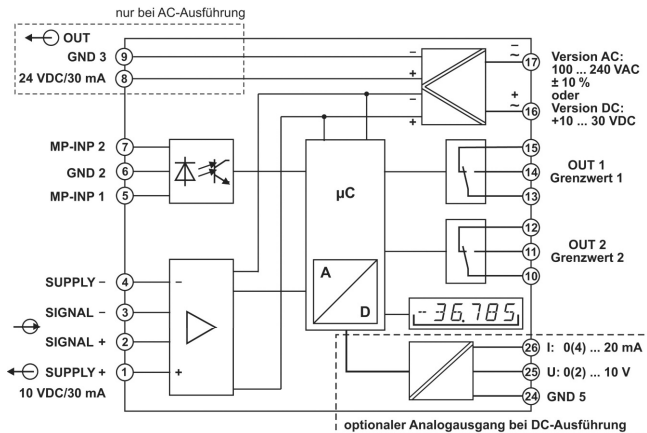 nur bei AC-Ausführung
OUT
GND 3
9
24 VDC/30 mA
8
−
+
−
+
−
~
17
+
~
16
Version AC:
100 ... 240 VAC
± 10 %
oder
Version DC:
+10 ... 30 VDC
MP-INP 2
7
GND 2
6
MP-INP 1
5
µC
15
14
13
OUT 1
Grenzwert 1
12
11
10
OUT 2
Grenzwert 2
A
D
SUPPLY −
4
−
SIGNAL −
3
SIGNAL +
2
SUPPLY +
1
+
10 VDC/30 mA
-36.785
26
I: 0(4) ... 20 mA
25
U: 0(2) ... 10 V
24
GND 5
optionaler Analogausgang bei DC-Ausführung